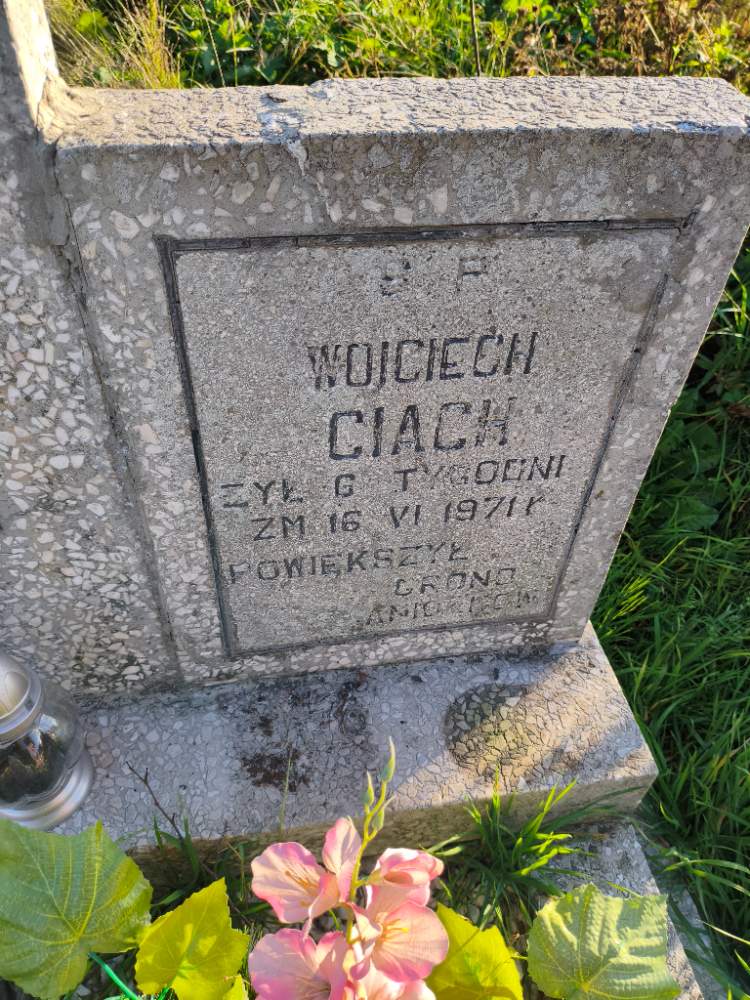 Ś P
WOJCIECH
CIACH
ŻYŁ 6 TYGODNI
ZM 16 VI 1971 R
POWIĘKSZYŁ
GRONO
ANIOŁKÓW